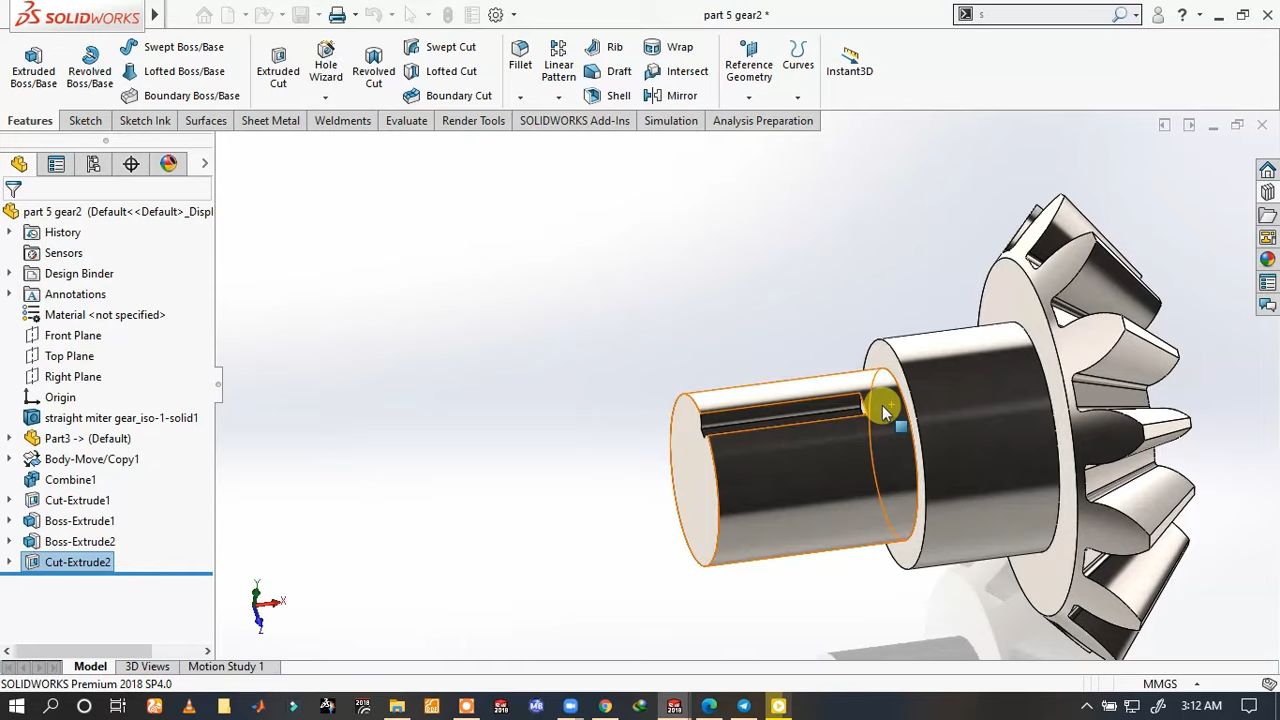 SOLIDWORKS
part 5 gear2 *
s
Extruded Boss/Base
Revolved Boss/Base
Swept Boss/Base
Lofted Boss/Base
Boundary Boss/Base
Extruded Cut
Hole Wizard
Revolved Cut
Swept Cut
Lofted Cut
Boundary Cut
Fillet
Linear Pattern
Rib
Draft
Shell
Wrap
Intersect
Mirror
Reference Geometry
Curves
Instant3D
Features Sketch Sketch Ink Surfaces Sheet Metal Weldments Evaluate Render Tools SOLIDWORKS Add-Ins Simulation Analysis Preparation
part 5 gear2 (Default<<Default>_Displ
History
Sensors
Design Binder
Annotations
Material <not specified>
Front Plane
Top Plane
Right Plane
Origin
straight miter gear_iso-1-solid1
Part3 -> (Default)
Body-Move/Copy1
Combine1
Cut-Extrude1
Boss-Extrude1
Boss-Extrude2
Cut-Extrude2
Y
X
Z
Model 3D Views Motion Study 1
SOLIDWORKS Premium 2018 SP4.0
MMGS
3:12 AM